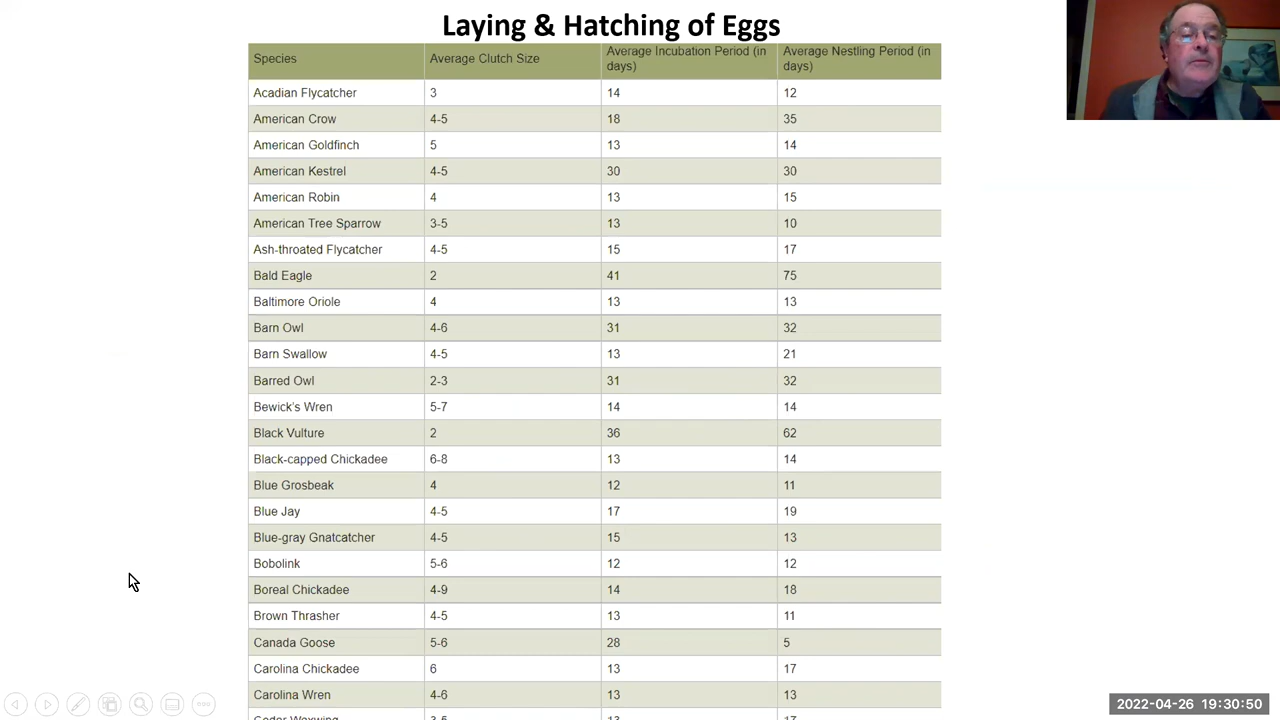 Laying & Hatching of Eggs
Species Average Clutch Size Average Incubation Period (in days) Average Nestling Period (in days)
Acadian Flycatcher 3 14 12
American Crow 4-5 18 35
American Goldfinch 5 13 14
American Kestrel 4-5 30 30
American Robin 4 13 15
American Tree Sparrow 3-5 13 10
Ash-throated Flycatcher 4-5 15 17
Bald Eagle 2 41 75
Baltimore Oriole 4 13 13
Barn Owl 4-6 31 32
Barn Swallow 4-5 13 21
Barred Owl 2-3 31 32
Bewick's Wren 5-7 14 14
Black Vulture 2 36 62
Black-capped Chickadee 6-8 13 14
Blue Grosbeak 4 12 11
Blue Jay 4-5 17 19
Blue-gray Gnatcatcher 4-5 15 13
Bobolink 5-6 12 12
Boreal Chickadee 4-9 14 18
Brown Thrasher 4-5 13 11
Canada Goose 5-6 28 5
Carolina Chickadee 6 13 17
Carolina Wren 4-6 13 13
2022-04-26 19:30:50